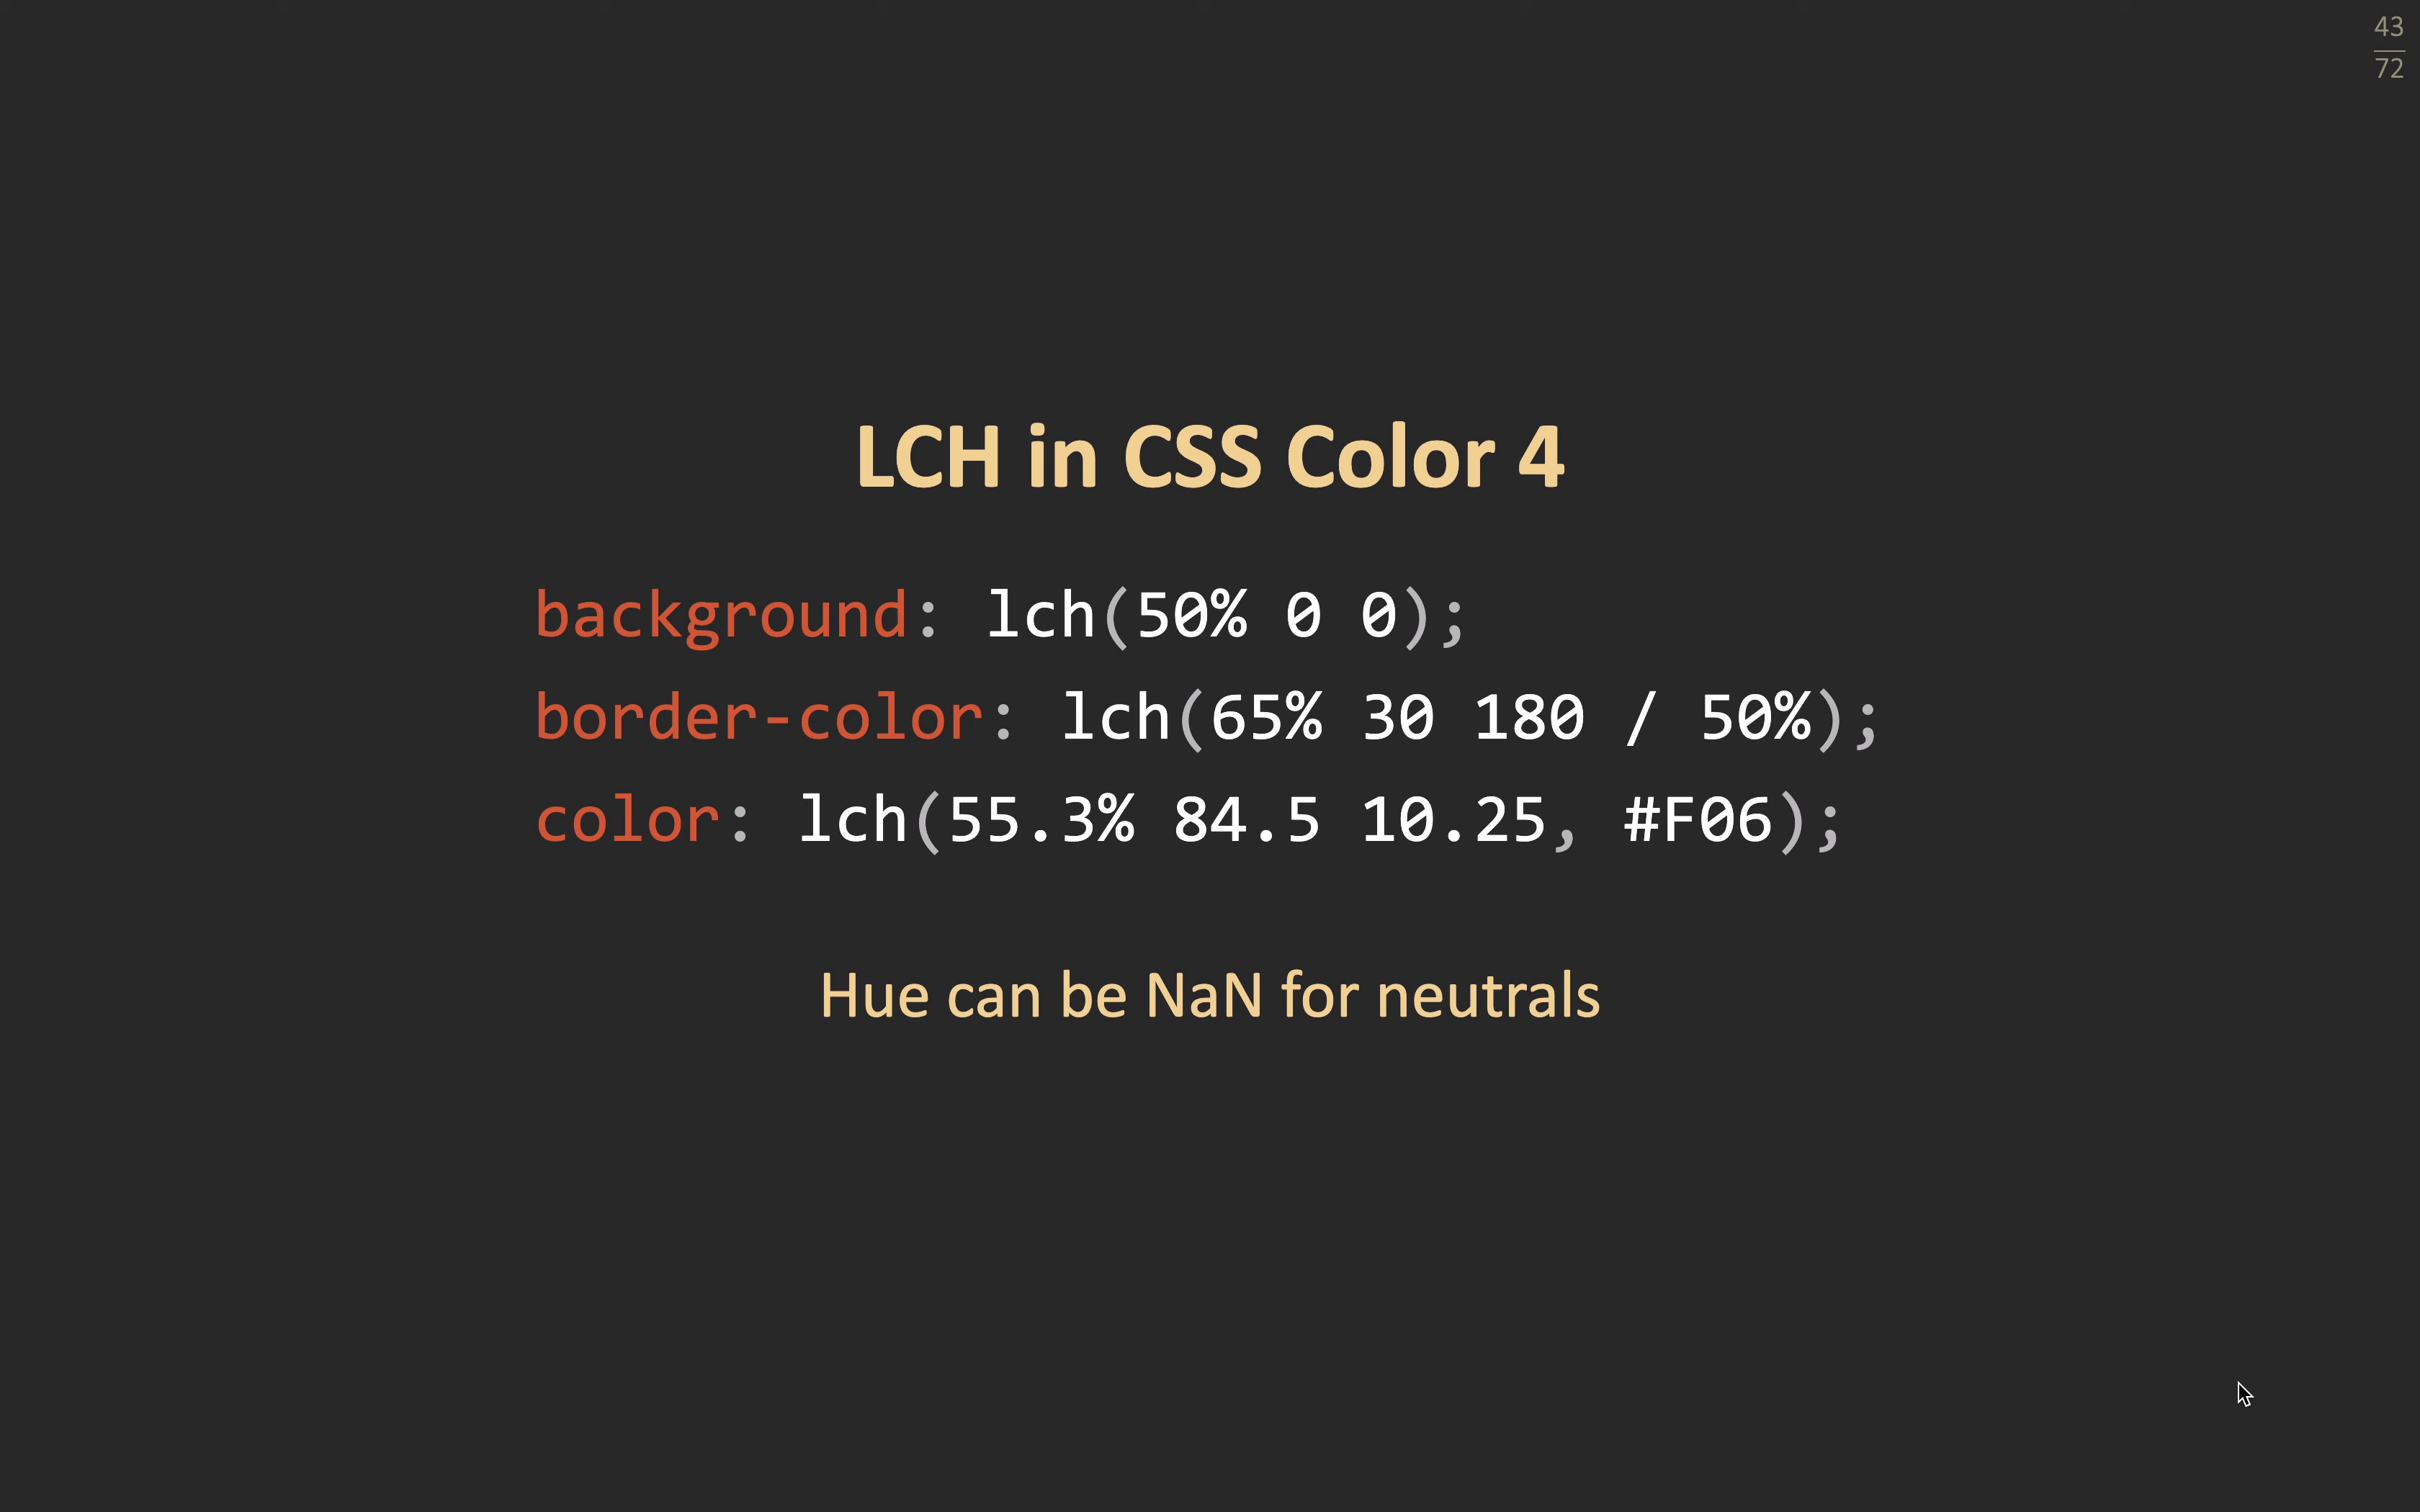 43
72
LCH in CSS Color 4
background: lch(50% 0 0);
border-color: lch(65% 30 180 / 50%);
color: lch(55.3% 84.5 10.25, #F06);
Hue can be NaN for neutrals